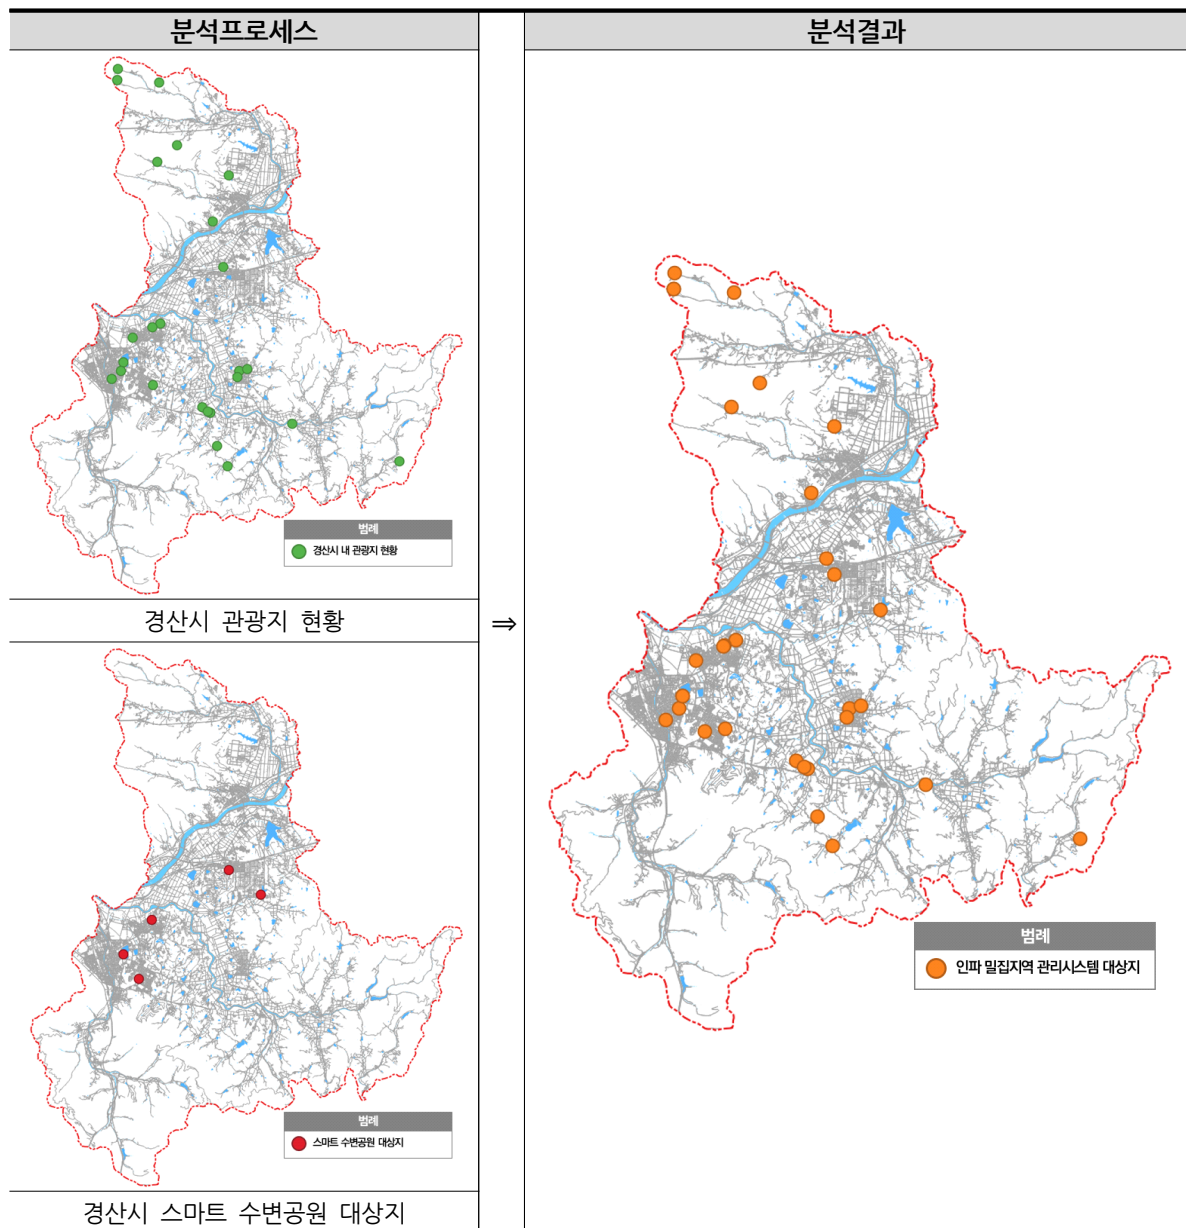 분석프로세스
분석결과
범례
경산시 내 관광지 현황
경산시 관광지 현황
⇒
범례
스마트 수변공원 대상지
경산시 스마트 수변공원 대상지
범례
인파 밀집지역 관리시스템 대상지